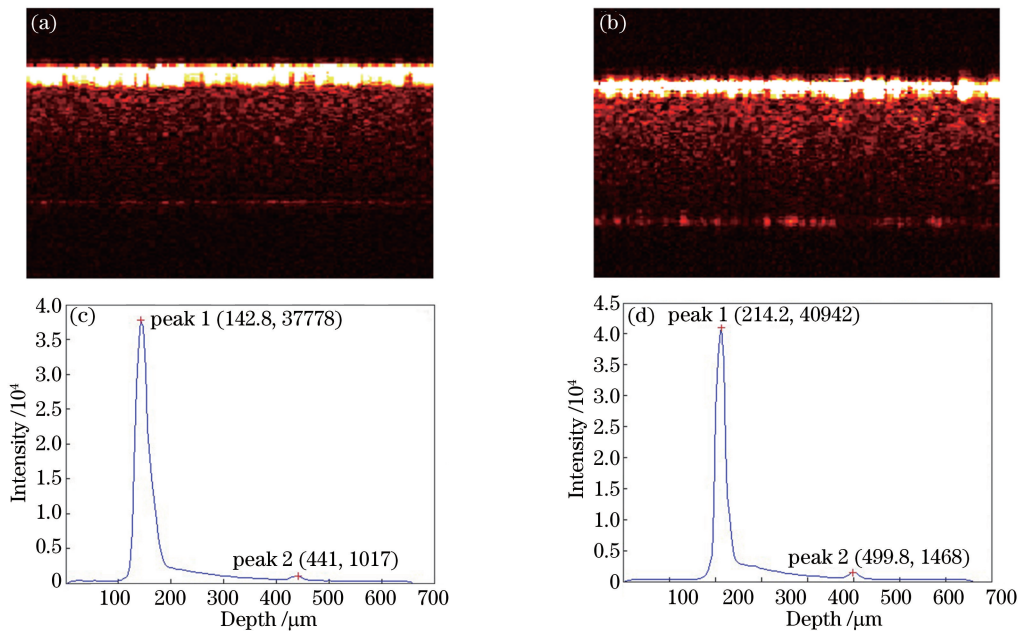 (a)
(b)
(c)
peak 1 (142.8, 37778)
peak 2 (441, 1017)
4.0
3.5
3.0
2.5
2.0
1.5
1.0
0.5
0
Intensity /10⁴
100 200 300 400 500 600 700
Depth /μm
(d)
peak 1 (214.2, 40942)
peak 2 (499.8, 1468)
4.5
4.0
3.5
3.0
2.5
2.0
1.5
1.0
0.5
0
Intensity /10⁴
100 200 300 400 500 600 700
Depth /μm